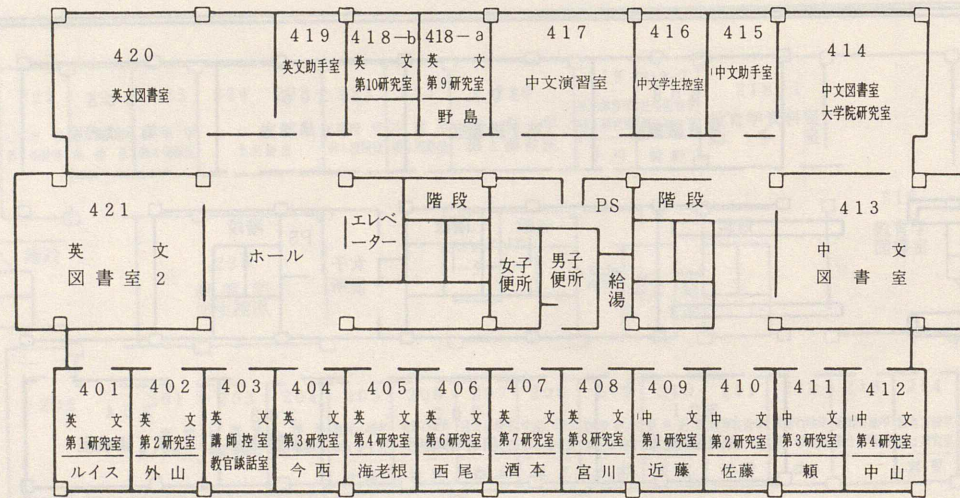 420
英文図書室
419
英文助手室
418-b
英 文
第10研究室
418-a
英 文
第9研究室
野島
417
中文演習室
416
中文学生控室
415
中文助手室
414
中文図書室
大学院研究室
421
英 文
図書室2
ホール
エレベ
ーター
階段
女子
便所
男子
便所
PS
給湯
階段
413
中 文
図書室
401
英 文
第1研究室
ルイス
402
英 文
第2研究室
外山
403
英 文
講師控室
教官談話室
404
英 文
第3研究室
今西
405
英 文
第4研究室
海老根
406
英 文
第6研究室
西尾
407
英 文
第7研究室
酒本
408
英 文
第8研究室
宮川
409
中 文
第1研究室
近藤
410
中 文
第2研究室
佐藤
411
中 文
第3研究室
頼
412
中 文
第4研究室
中山